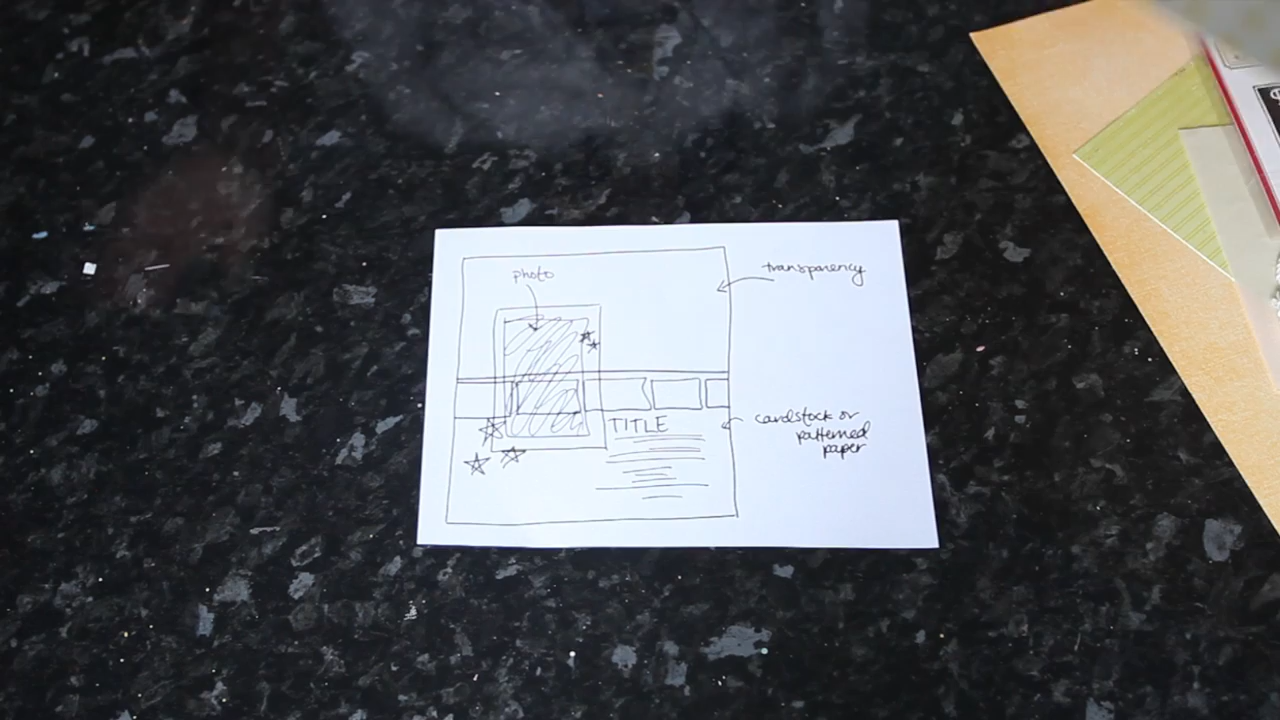 photo
transparency
TITLE
cardstock or
patterned
paper